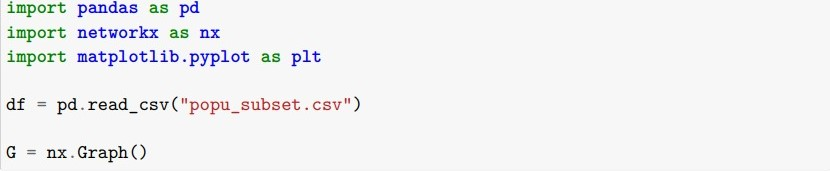 import pandas as pd
import networkx as nx
import matplotlib.pyplot as plt
df = pd.read_csv("popu_subset.csv")
G = nx.Graph()